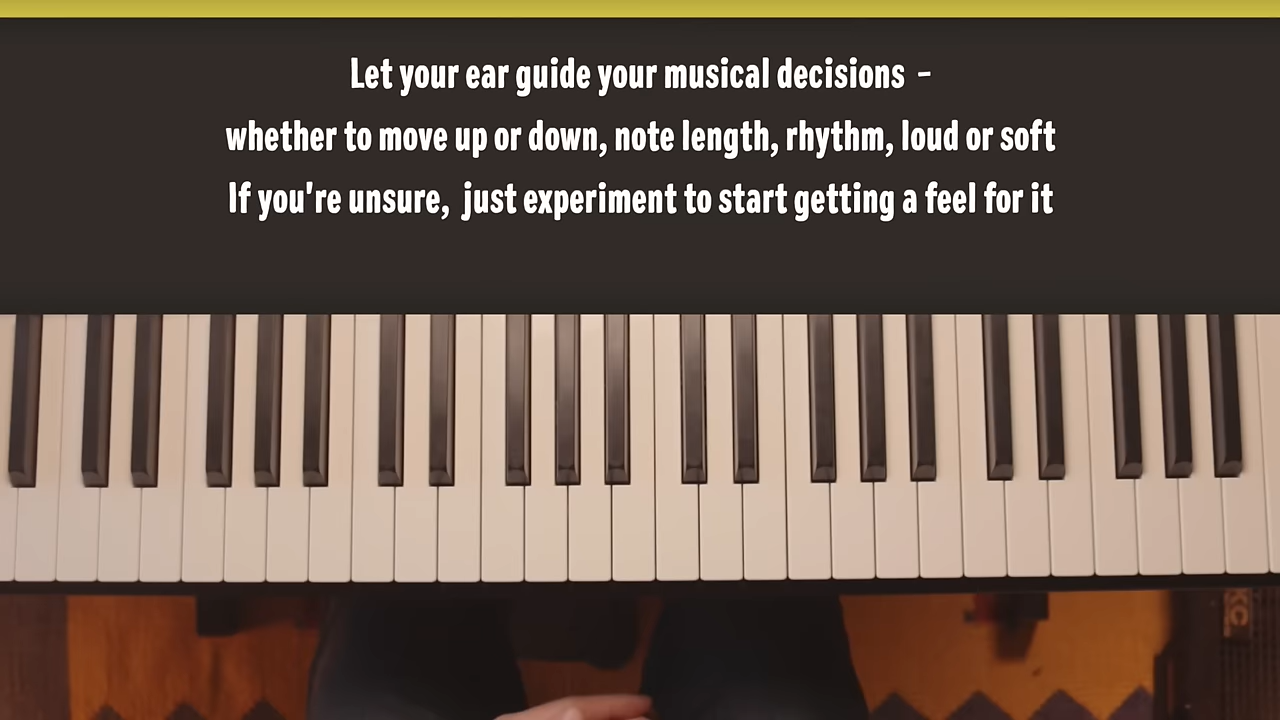 Let your ear guide your musical decisions -
whether to move up or down, note length, rhythm, loud or soft
If you're unsure, just experiment to start getting a feel for it